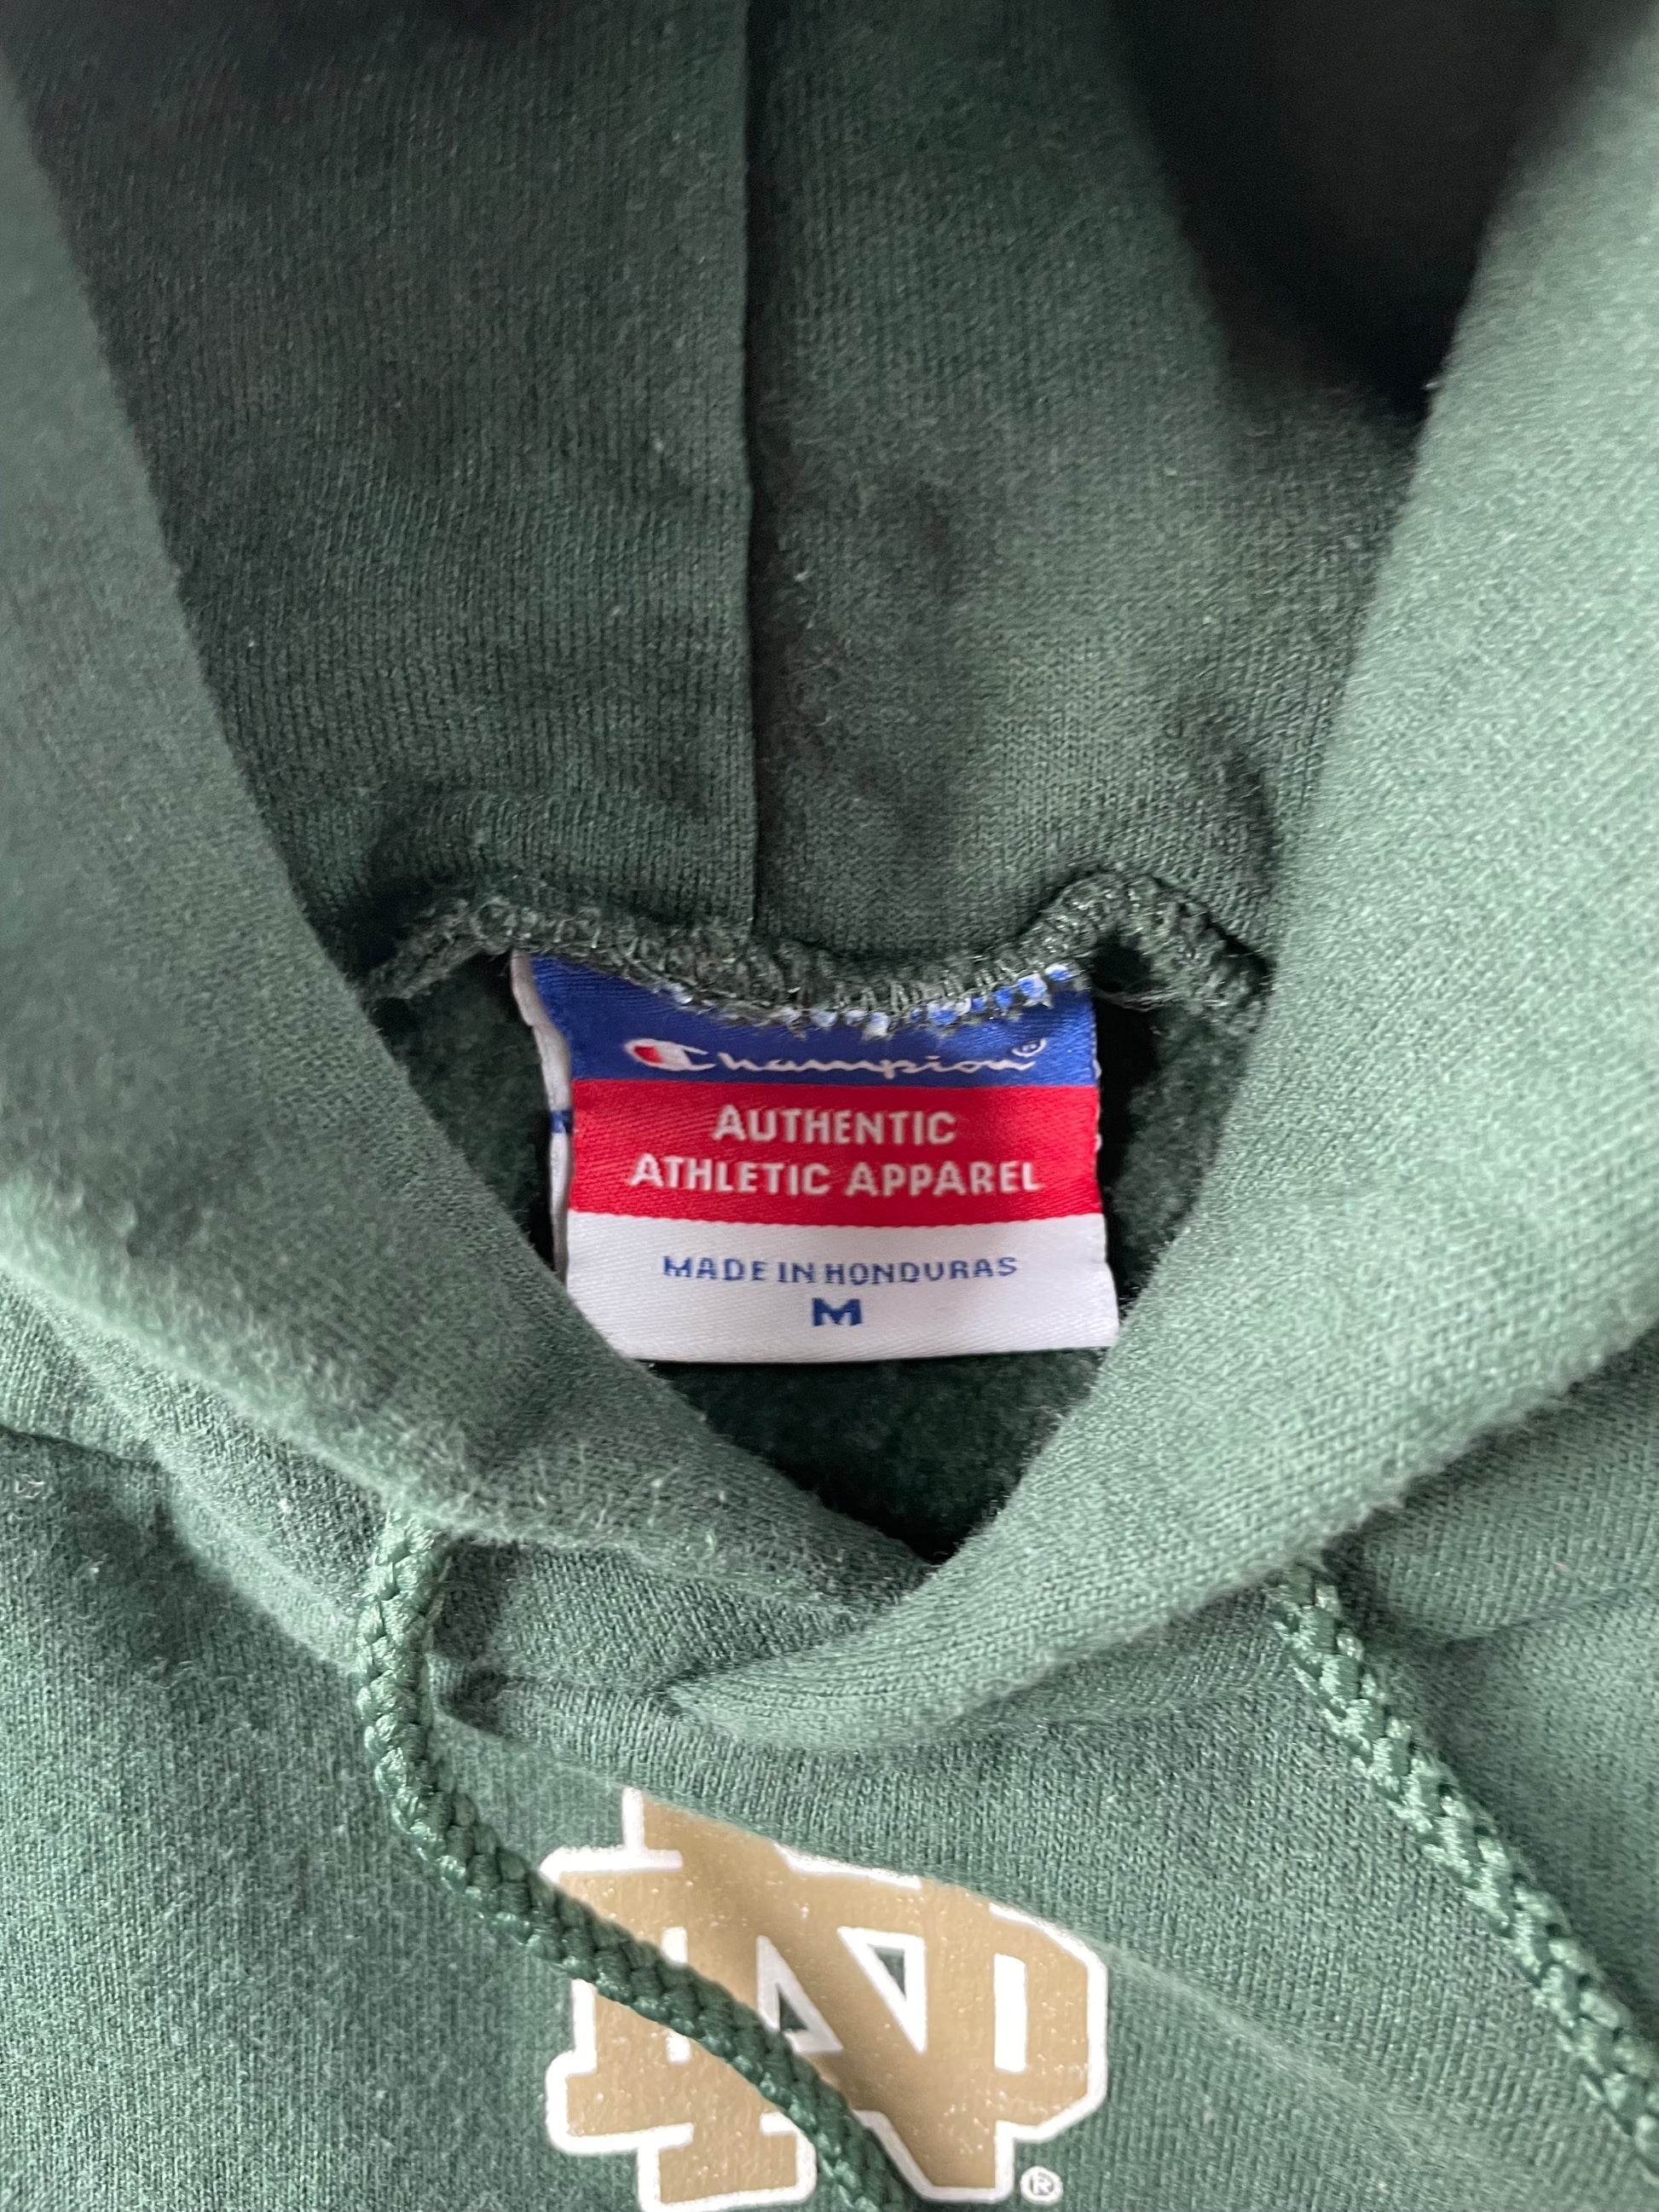 Champion®
AUTHENTIC
ATHLETIC APPAREL
MADE IN HONDURAS
M
ND
®